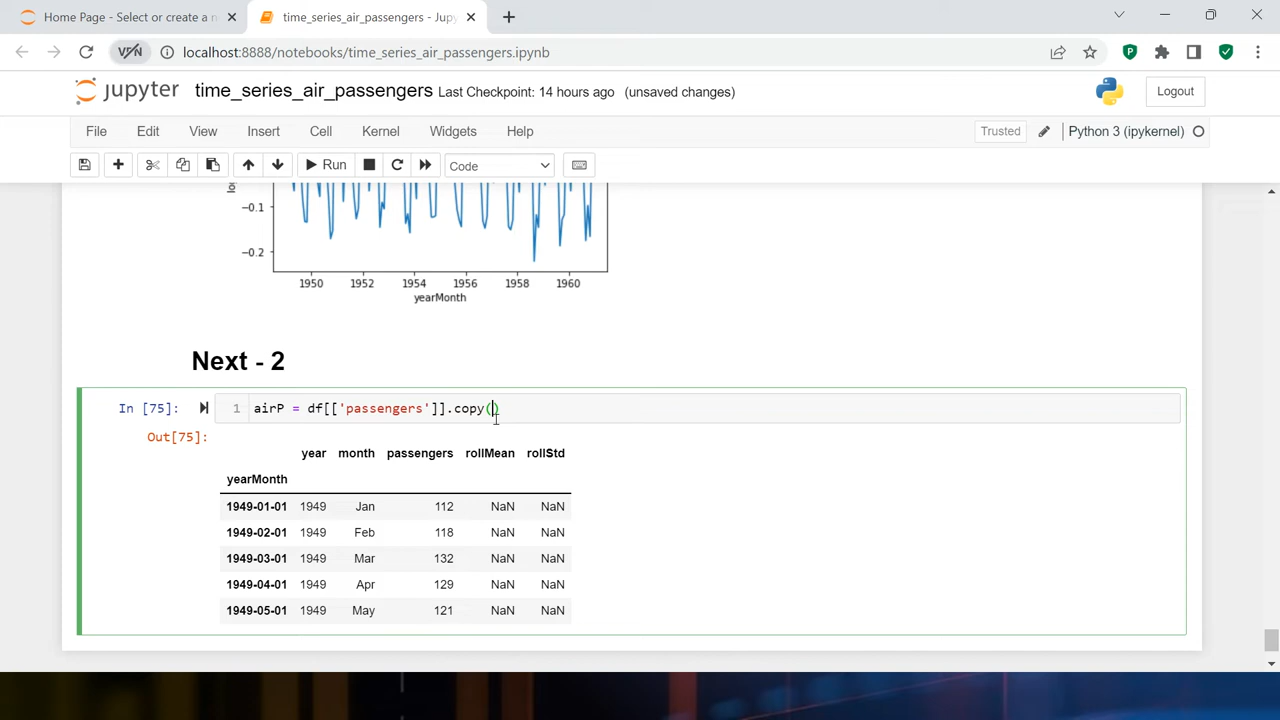 Home Page - Select or create a n
time_series_air_passengers - Jupy
VPN
localhost:8888/notebooks/time_series_air_passengers.ipynb
jupyter time_series_air_passengers Last Checkpoint: 14 hours ago (unsaved changes)
Logout
File Edit View Insert Cell Kernel Widgets Help
Trusted
Python 3 (ipykernel)
Run
Code
−0.1
−0.2
1950 1952 1954 1956 1958 1960
yearMonth
Next - 2
In [75]:
1 airP = df[['passengers']].copy()
Out[75]:
year month passengers rollMean rollStd
yearMonth
1949-01-01 1949 Jan 112 NaN NaN
1949-02-01 1949 Feb 118 NaN NaN
1949-03-01 1949 Mar 132 NaN NaN
1949-04-01 1949 Apr 129 NaN NaN
1949-05-01 1949 May 121 NaN NaN